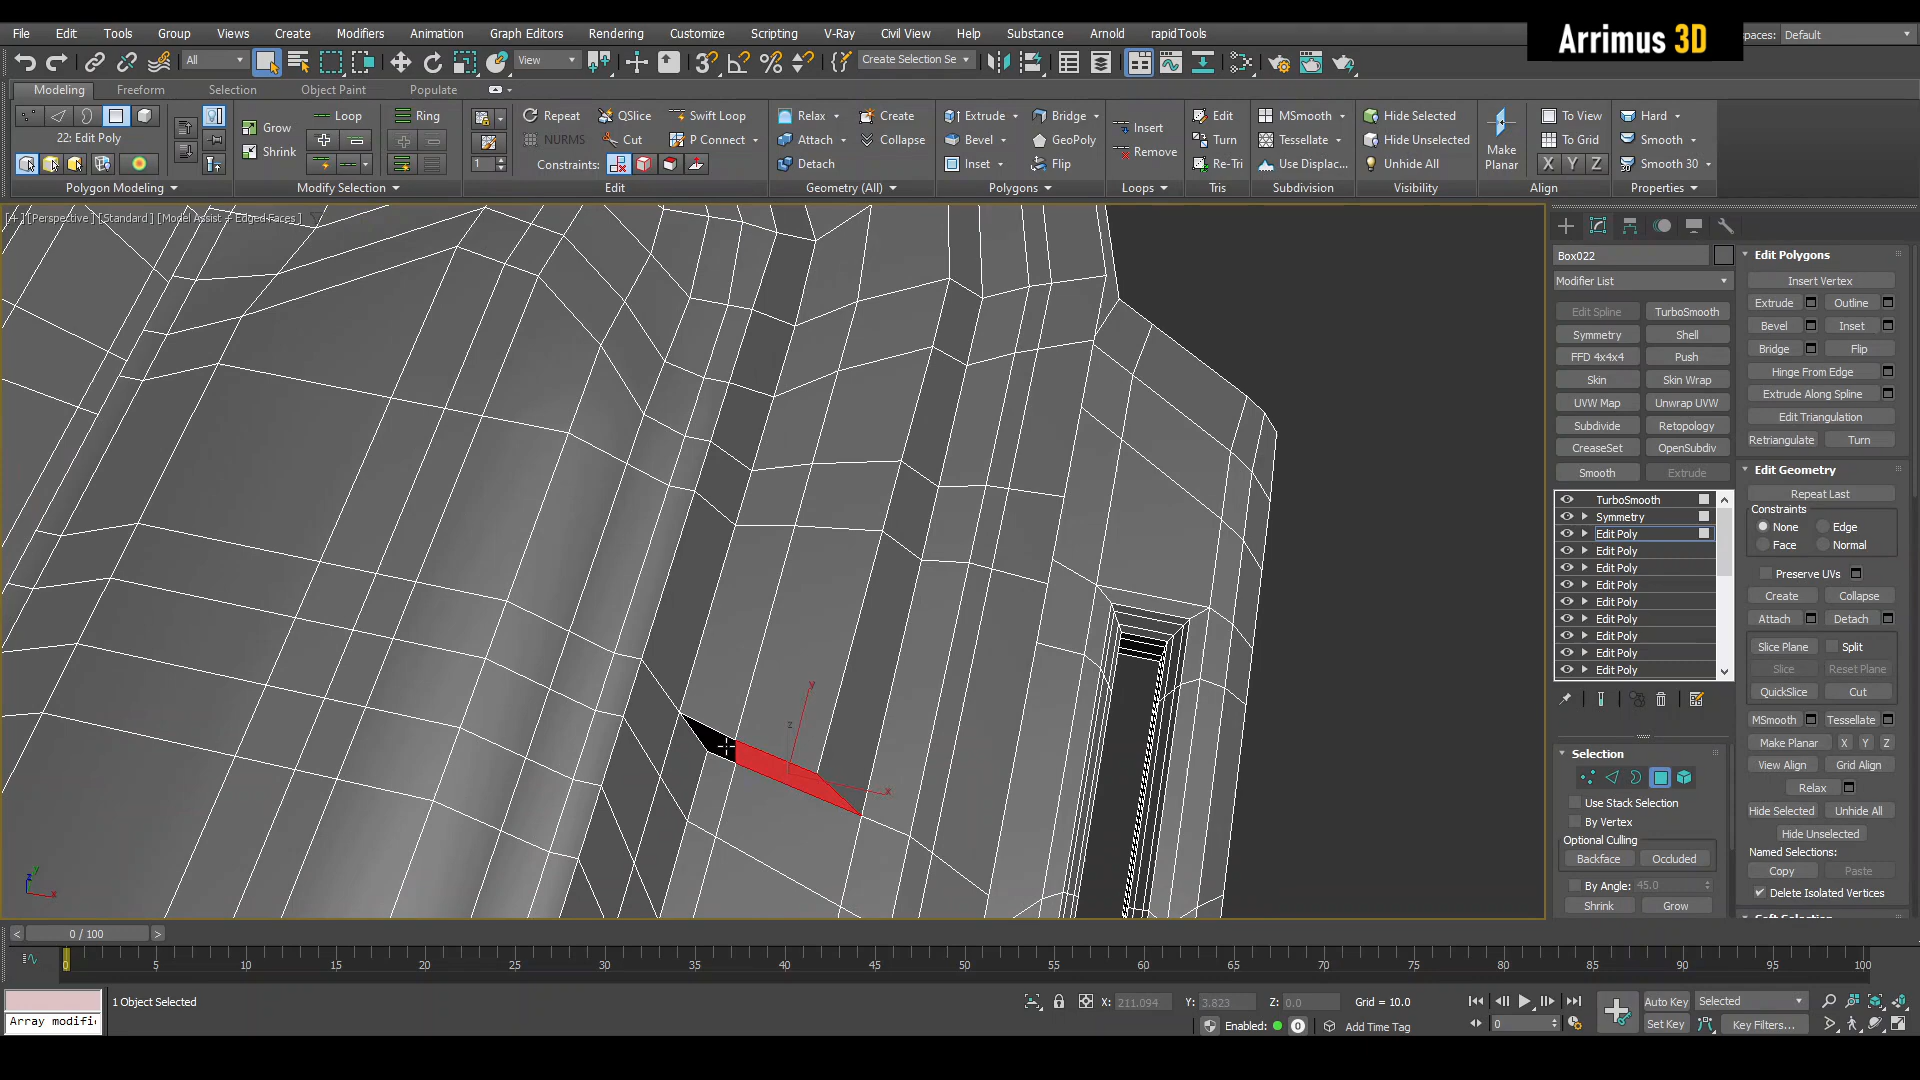 File Edit Tools Group Views Create Modifiers Animation Graph Editors Rendering Customize Scripting V-Ray Civil View Help Substance Arnold rapidTools
Arrimus 3D
spaces: Default
All View Create Selection Se
Modeling Freeform Selection Object Paint Populate
22: Edit Poly
Grow Loop Ring Repeat QSlice Swift Loop Relax Create Extrude Bridge Insert Edit MSmooth Hide Selected To View Hard
Shrink NURMS Cut P Connect Attach Collapse Bevel GeoPoly Remove Turn Tessellate Hide Unselected Make Planar To Grid Smooth
1 Constraints: Detach Inset Flip Re-Tri Use Displac... Unhide All X Y Z Smooth 30
Polygon Modeling Modify Selection Edit Geometry (All) Polygons Loops Tris Subdivision Visibility Align Properties
[+] [Perspective] [Standard] [Model Assist + Edged Faces]
Box022
Modifier List
Edit Spline TurboSmooth
Symmetry Shell
FFD 4x4x4 Push
Skin Skin Wrap
UVW Map Unwrap UVW
Subdivide Retopology
CreaseSet OpenSubdiv
Smooth Extrude
TurboSmooth
Symmetry
Edit Poly
Edit Poly
Edit Poly
Edit Poly
Edit Poly
Edit Poly
Edit Poly
Edit Poly
Edit Poly
Selection
Use Stack Selection
By Vertex
Optional Culling
Backface Occluded
By Angle: 45.0
Shrink Grow
Edit Polygons
Insert Vertex
Extrude Outline
Bevel Inset
Bridge Flip
Hinge From Edge
Extrude Along Spline
Edit Triangulation
Retriangulate Turn
Edit Geometry
Repeat Last
Constraints
None Edge
Face Normal
Preserve UVs
Create Collapse
Attach Detach
Slice Plane Split
Slice Reset Plane
QuickSlice Cut
MSmooth Tessellate
Make Planar X Y Z
View Align Grid Align
Relax
Hide Selected Unhide All
Hide Unselected
Named Selections:
Copy Paste
Delete Isolated Vertices
y
z
x
y
z
x
< 0 / 100 >
0 5 10 15 20 25 30 35 40 45 50 55 60 65 70 75 80 85 90 95 100
1 Object Selected X: 211.094 Y: 3.823 Z: 0.0 Grid = 10.0 Auto Key Selected
Array modifi Enabled: 0 Add Time Tag 0 Set Key Key Filters...